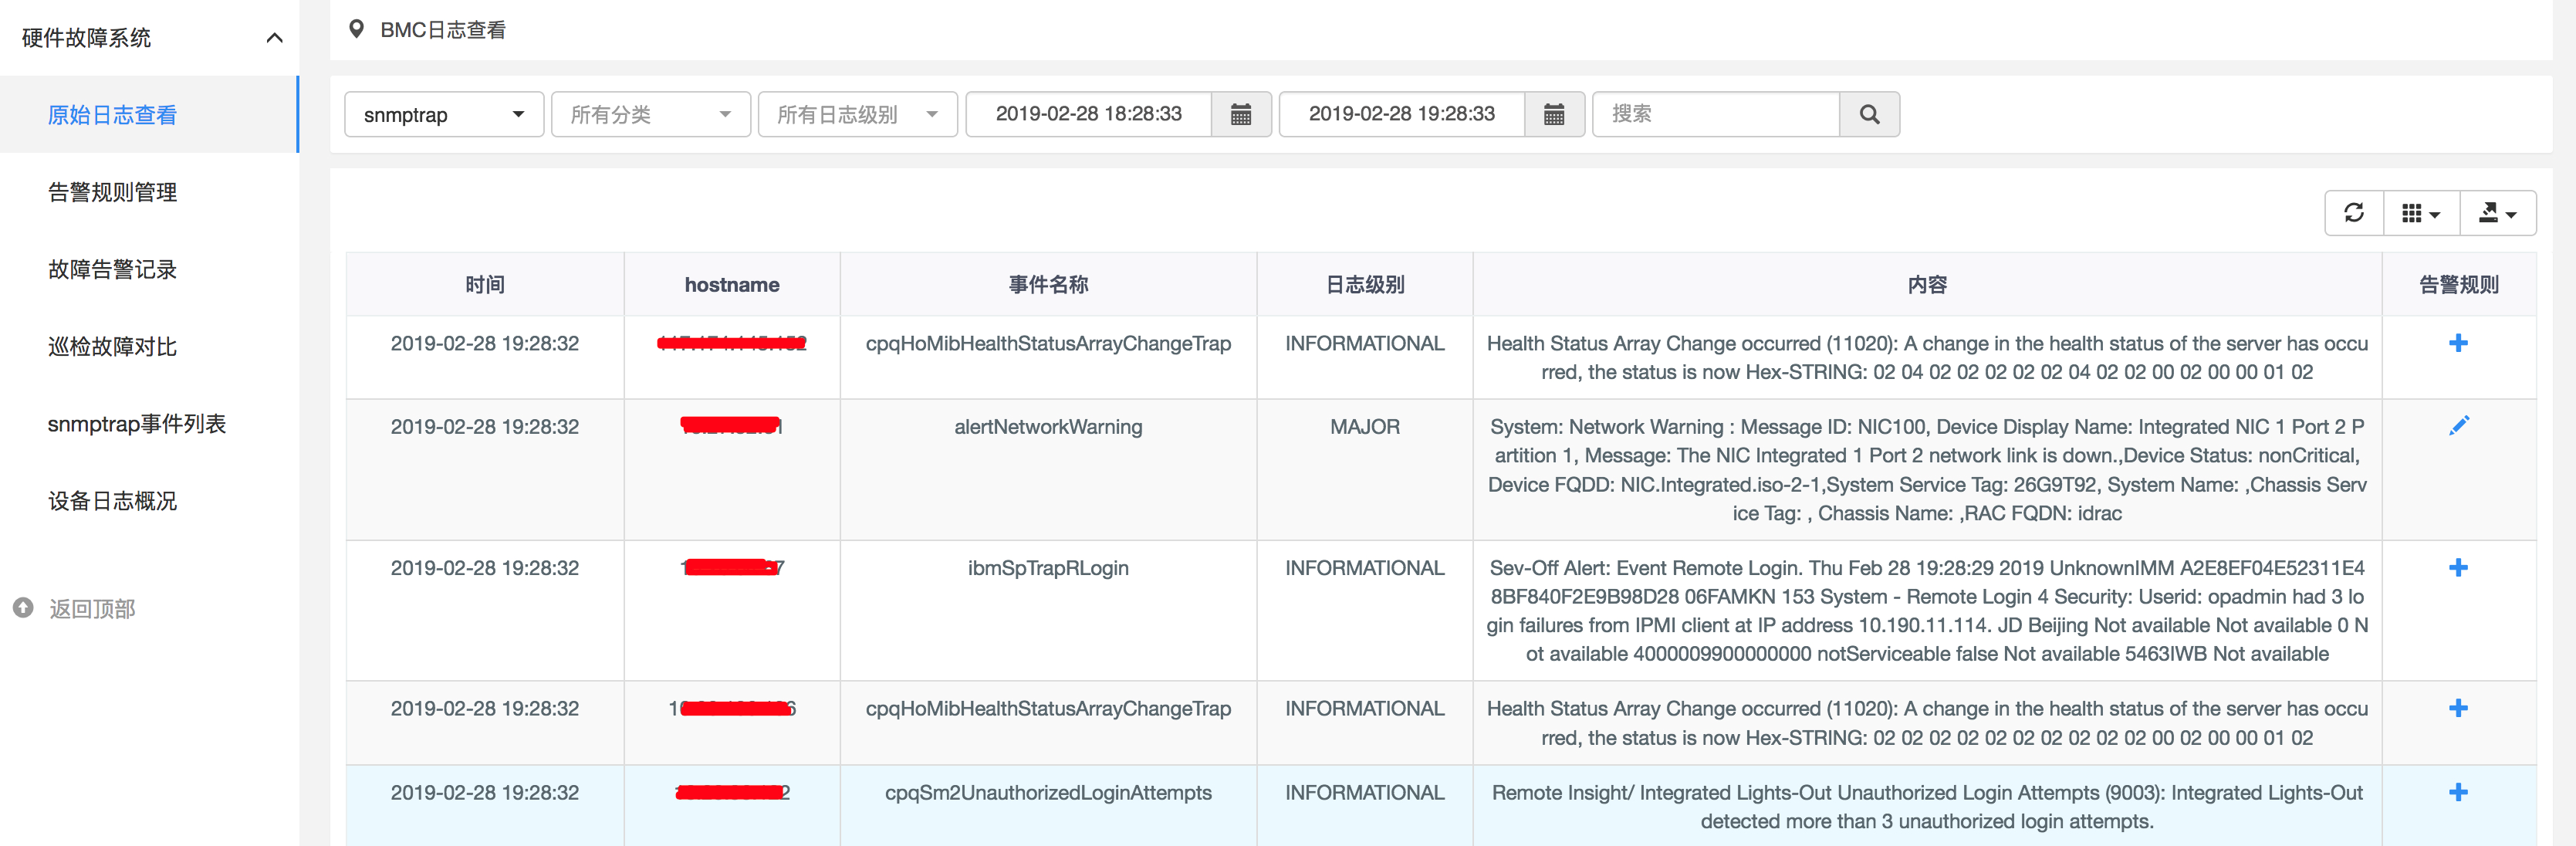 硬件故障系统
原始日志查看
告警规则管理
故障告警记录
巡检故障对比
snmptrap事件列表
设备日志概况
返回顶部
BMC日志查看
snmptrap 所有分类 所有日志级别 2019-02-28 18:28:33 2019-02-28 19:28:33 搜索
时间 hostname 事件名称 日志级别 内容 告警规则
2019-02-28 19:28:32 cpqHoMibHealthStatusArrayChangeTrap INFORMATIONAL Health Status Array Change occurred (11020): A change in the health status of the server has occu
rred, the status is now Hex-STRING: 02 04 02 02 02 02 02 04 02 02 00 02 00 00 01 02
2019-02-28 19:28:32 alertNetworkWarning MAJOR System: Network Warning : Message ID: NIC100, Device Display Name: Integrated NIC 1 Port 2 P
artition 1, Message: The NIC Integrated 1 Port 2 network link is down.,Device Status: nonCritical,
Device FQDD: NIC.Integrated.iso-2-1,System Service Tag: 26G9T92, System Name: ,Chassis Serv
ice Tag: , Chassis Name: ,RAC FQDN: idrac
2019-02-28 19:28:32 ibmSpTrapRLogin INFORMATIONAL Sev-Off Alert: Event Remote Login. Thu Feb 28 19:28:29 2019 UnknownIMM A2E8EF04E52311E4
8BF840F2E9B98D28 06FAMKN 153 System - Remote Login 4 Security: Userid: opadmin had 3 lo
gin failures from IPMI client at IP address 10.190.11.114. JD Beijing Not available Not available 0 N
ot available 4000009900000000 notServiceable false Not available 5463IWB Not available
2019-02-28 19:28:32 cpqHoMibHealthStatusArrayChangeTrap INFORMATIONAL Health Status Array Change occurred (11020): A change in the health status of the server has occu
rred, the status is now Hex-STRING: 02 02 02 02 02 02 02 02 02 02 00 02 00 00 01 02
2019-02-28 19:28:32 cpqSm2UnauthorizedLoginAttempts INFORMATIONAL Remote Insight/ Integrated Lights-Out Unauthorized Login Attempts (9003): Integrated Lights-Out
detected more than 3 unauthorized login attempts.